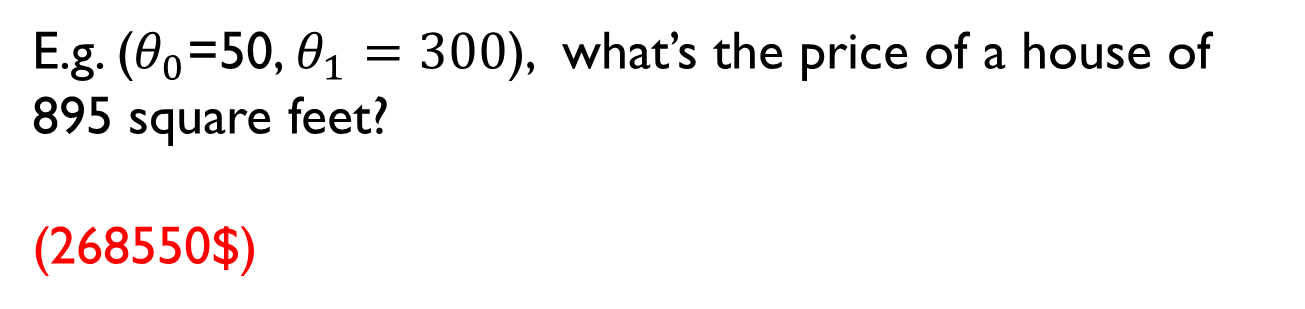 E.g. (θ₀=50, θ₁ = 300), what’s the price of a house of
895 square feet?
(268550$)